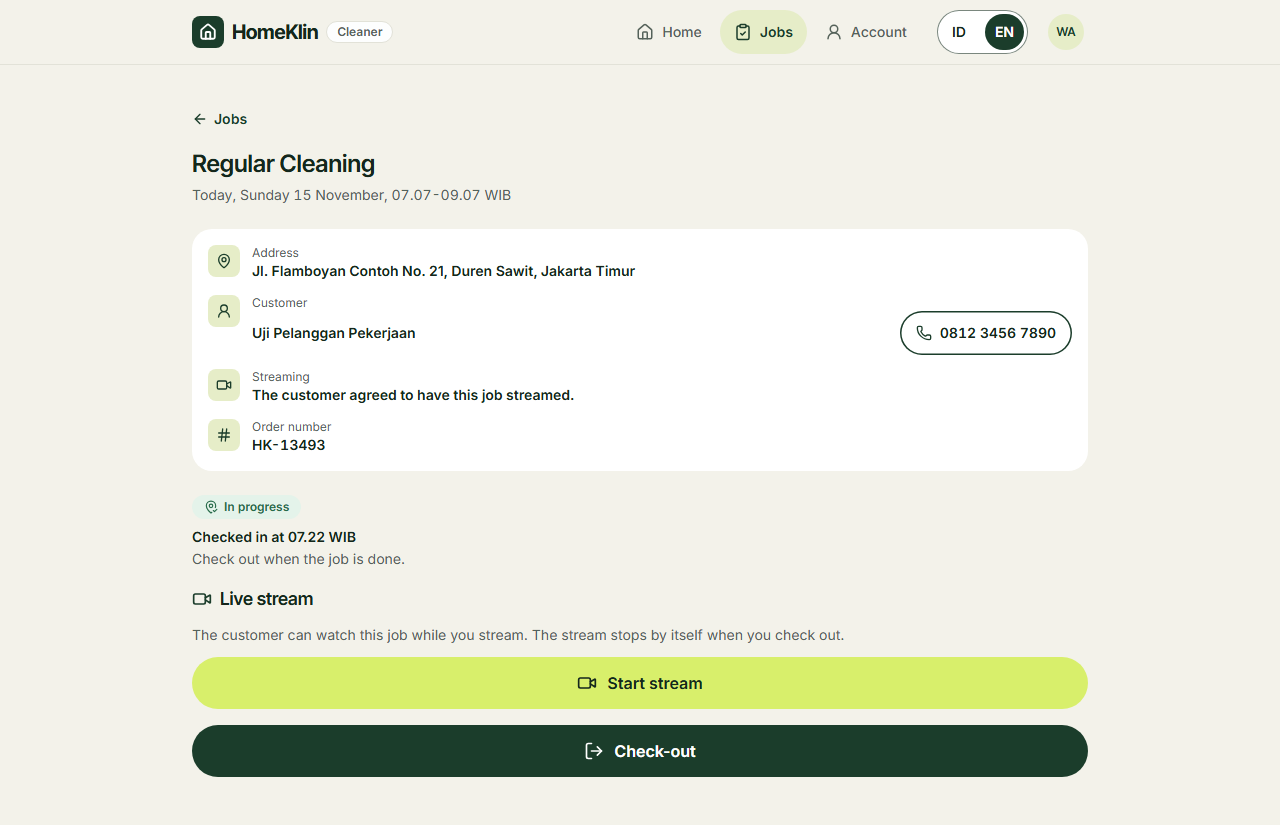 HomeKlin Cleaner Home Jobs Account ID EN WA
Jobs
Regular Cleaning
Today, Sunday 15 November, 07.07-09.07 WIB
Address
Jl. Flamboyan Contoh No. 21, Duren Sawit, Jakarta Timur
Customer
Uji Pelanggan Pekerjaan 0812 3456 7890
Streaming
The customer agreed to have this job streamed.
Order number
HK-13493
In progress
Checked in at 07.22 WIB
Check out when the job is done.
Live stream
The customer can watch this job while you stream. The stream stops by itself when you check out.
Start stream
Check-out